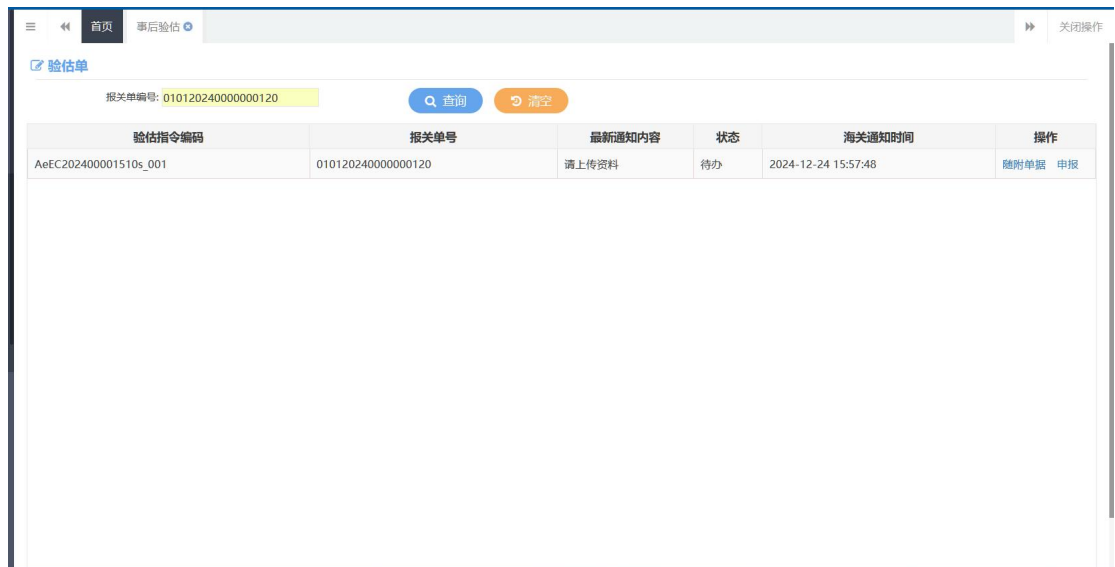 首页 事后验估 关闭操作
验估单
报关单编号: 010120240000000120 查询 清空
验估指令编码 报关单号 最新通知内容 状态 海关通知时间 操作
AeEC202400001510s_001 010120240000000120 请上传资料 待办 2024-12-24 15:57:48 随附单据 申报